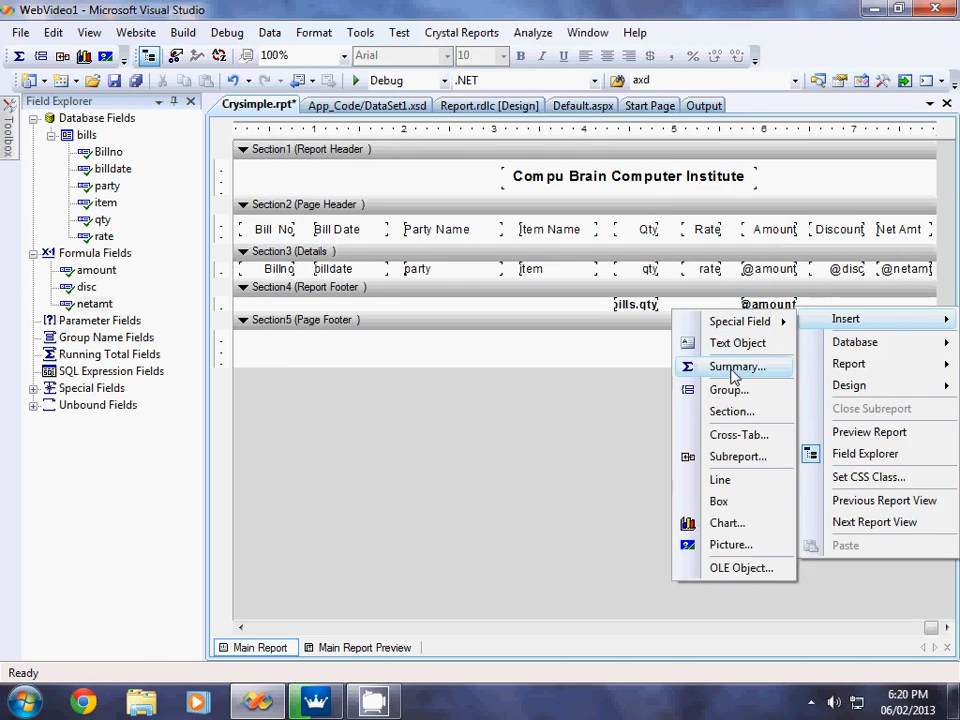 WebVideo1 - Microsoft Visual Studio
File Edit View Website Build Debug Data Format Tools Test Crystal Reports Analyze Window Help
100% Arial 10 B I U $ %
Debug .NET axd
Toolbox
Field Explorer
Database Fields
bills
Billno
billdate
party
item
qty
rate
Formula Fields
amount
disc
netamt
Parameter Fields
Group Name Fields
Running Total Fields
SQL Expression Fields
Special Fields
Unbound Fields
Crysimple.rpt* App_Code/DataSet1.xsd Report.rdlc [Design] Default.aspx Start Page Output
1 2 3 4 5 6 7
Section1 (Report Header )
Compu Brain Computer Institute
Section2 (Page Header )
Bill No Bill Date Party Name Item Name Qty Rate Amount Discount Net Amt
Section3 (Details )
Billno billdate party item qty rate @amount @disc @netamt
Section4 (Report Footer )
bills.qty @amount
Section5 (Page Footer )
Special Field
Text Object
Summary...
Group...
Section...
Cross-Tab...
Subreport...
Line
Box
Chart...
Picture...
OLE Object...
Insert
Database
Report
Design
Close Subreport
Preview Report
Field Explorer
Set CSS Class...
Previous Report View
Next Report View
Paste
Main Report Main Report Preview
Ready
6:20 PM
06/02/2013